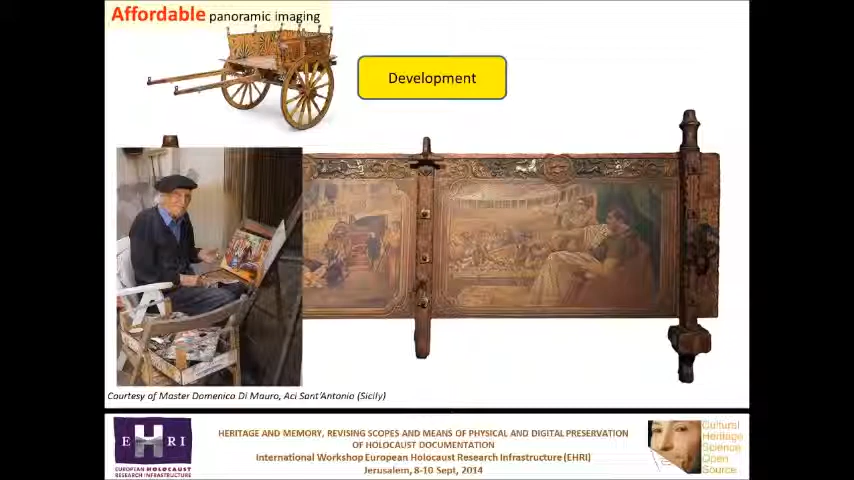 Affordable panoramic imaging
Development
Courtesy of Master Domenico Di Mauro, Aci Sant'Antonio (Sicily)
EHRI
EUROPEAN HOLOCAUST
RESEARCH INFRASTRUCTURE
HERITAGE AND MEMORY, REVISING SCOPES AND MEANS OF PHYSICAL AND DIGITAL PRESERVATION
OF HOLOCAUST DOCUMENTATION
International Workshop European Holocaust Research Infrastructure (EHRI)
Jerusalem, 8-10 Sept, 2014
Cultural
Heritage
Science
Open
Source